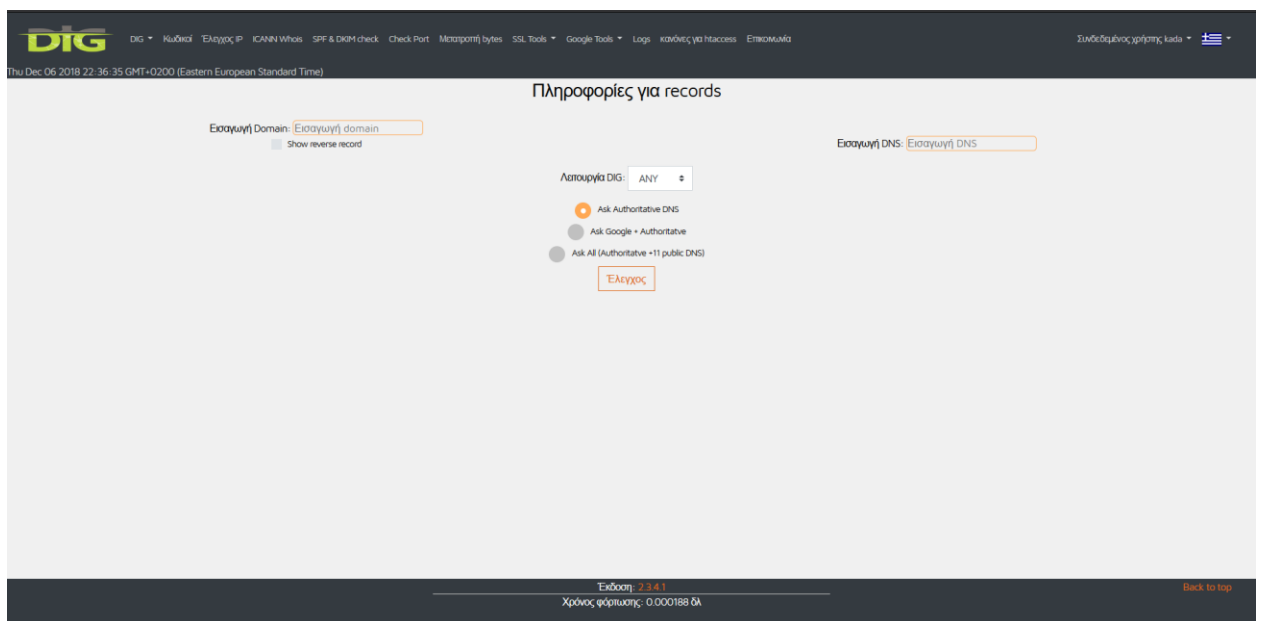 DIG
DIG Κωδικοί Έλεγχος IP ICANN Whois SPF & DKIM check Check Port Μετατροπή bytes SSL Tools Google Tools Logs κανόνες για htaccess Επικοινωνία Συνδεδεμένος χρήστης kada
Thu Dec 06 2018 22:36:35 GMT+0200 (Eastern European Standard Time)
Πληροφορίες για records
Εισαγωγή Domain: Εισαγωγή domain
Show reverse record
Εισαγωγή DNS: Εισαγωγή DNS
Λειτουργία DIG: ANY
Ask Authoritative DNS
Ask Google + Authoritatve
Ask All (Authoritatve +11 public DNS)
Έλεγχος
Έκδοση: 2.3.4.1
Back to top
Χρόνος φόρτωσης: 0.000188 δλ